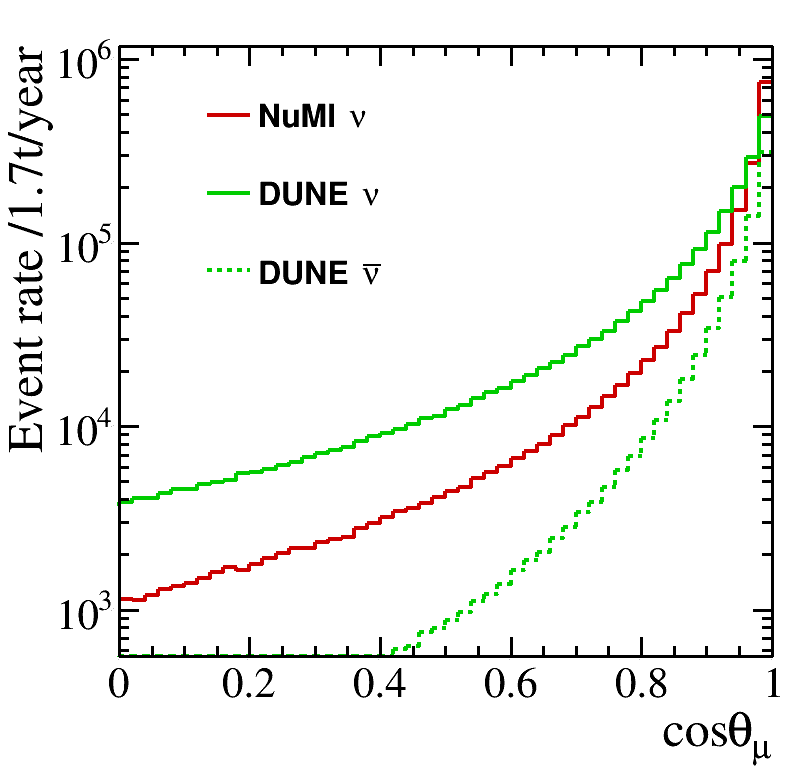 Event rate /1.7t/year
10⁶
10⁵
10⁴
10³
NuMI ν
DUNE ν
DUNE ν̅
0 0.2 0.4 0.6 0.8 1
cosθμ